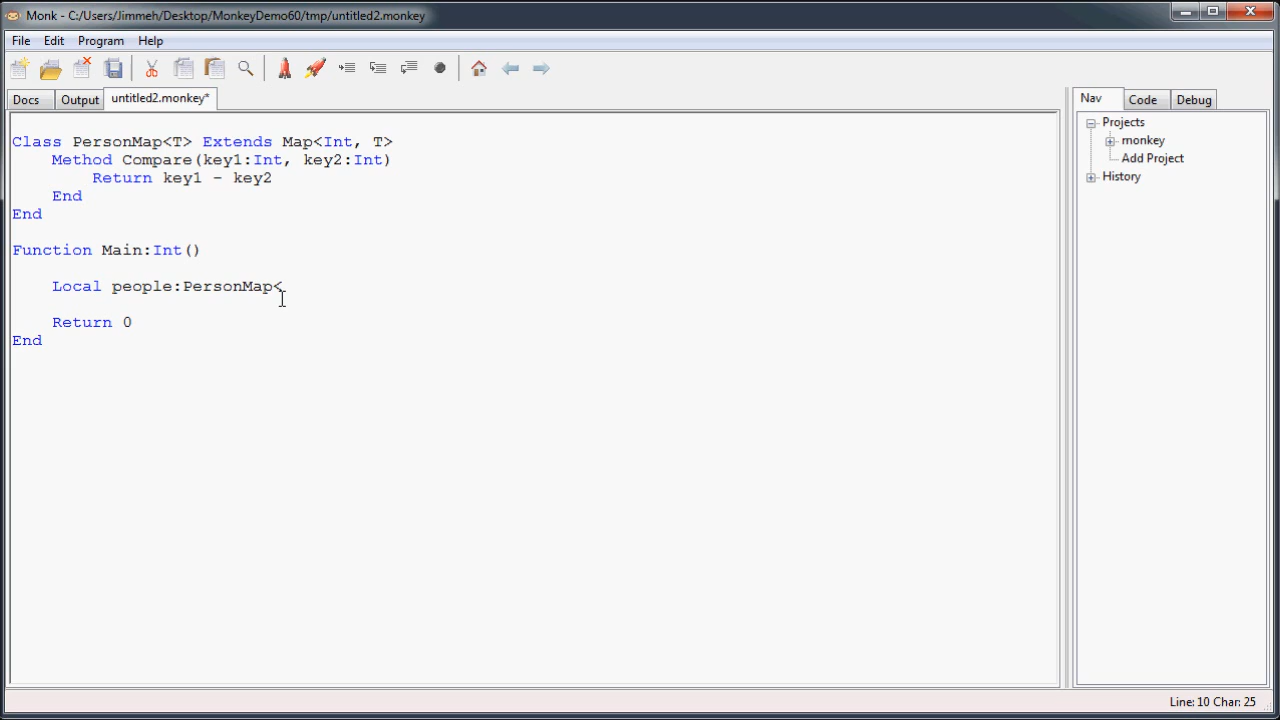 Monk - C:/Users/Jimmeh/Desktop/MonkeyDemo60/tmp/untitled2.monkey
File Edit Program Help
Docs Output untitled2.monkey*
Class PersonMap<T> Extends Map<Int, T>
    Method Compare(key1:Int, key2:Int)
        Return key1 - key2
    End
End
Function Main:Int()
    Local people:PersonMap<
    Return 0
End
Nav Code Debug
Projects
monkey
Add Project
History
Line: 10 Char: 25